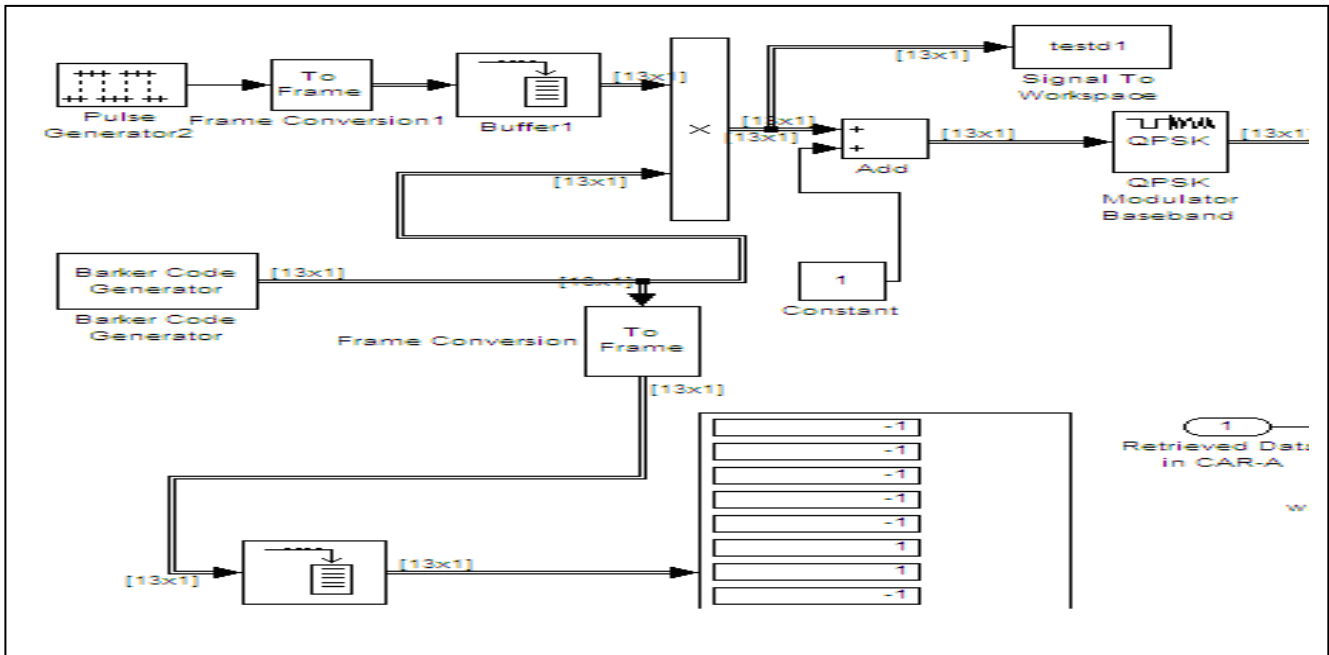 testd1
Signal To
Workspace
[13x1]
Pulse
Generator2
To
Frame
Frame Conversion1
Buffer1
[13x1]
×
[13x1]
[13x1]
+
+
Add
[13x1]
QPSK
QPSK
Modulator
Baseband
[13x1]
[13x1]
Barker Code
Generator
Barker Code
Generator
[13x1]
[13x1]
1
Constant
Frame Conversion
To
Frame
[13x1]
-1
-1
-1
-1
-1
1
1
-1
1
Retrieved Data
in CAR-A
w
[13x1]
[13x1]